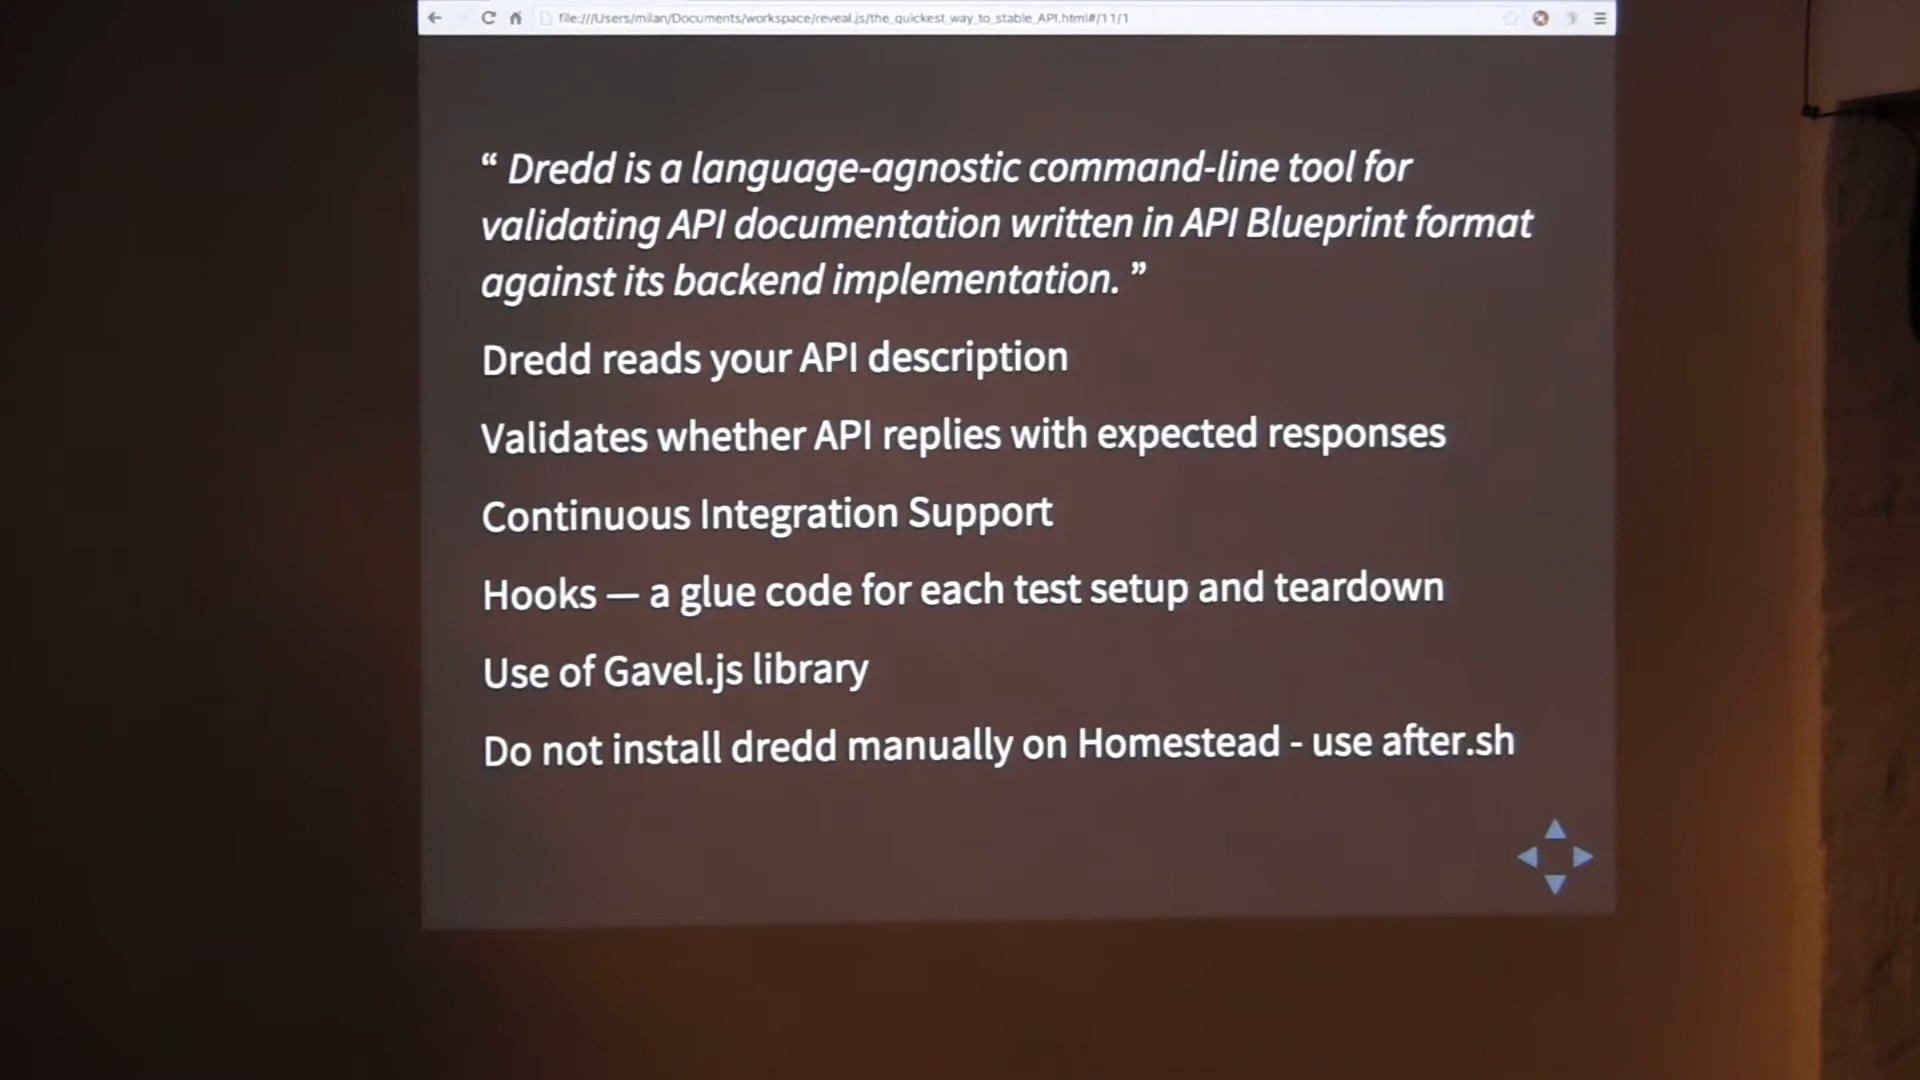 file:///Users/milan/Documents/workspace/reveal.js/the_quickest_way_to_stable_API.html#/11/1
“ Dredd is a language-agnostic command-line tool for
validating API documentation written in API Blueprint format
against its backend implementation. ”
Dredd reads your API description
Validates whether API replies with expected responses
Continuous Integration Support
Hooks — a glue code for each test setup and teardown
Use of Gavel.js library
Do not install dredd manually on Homestead - use after.sh